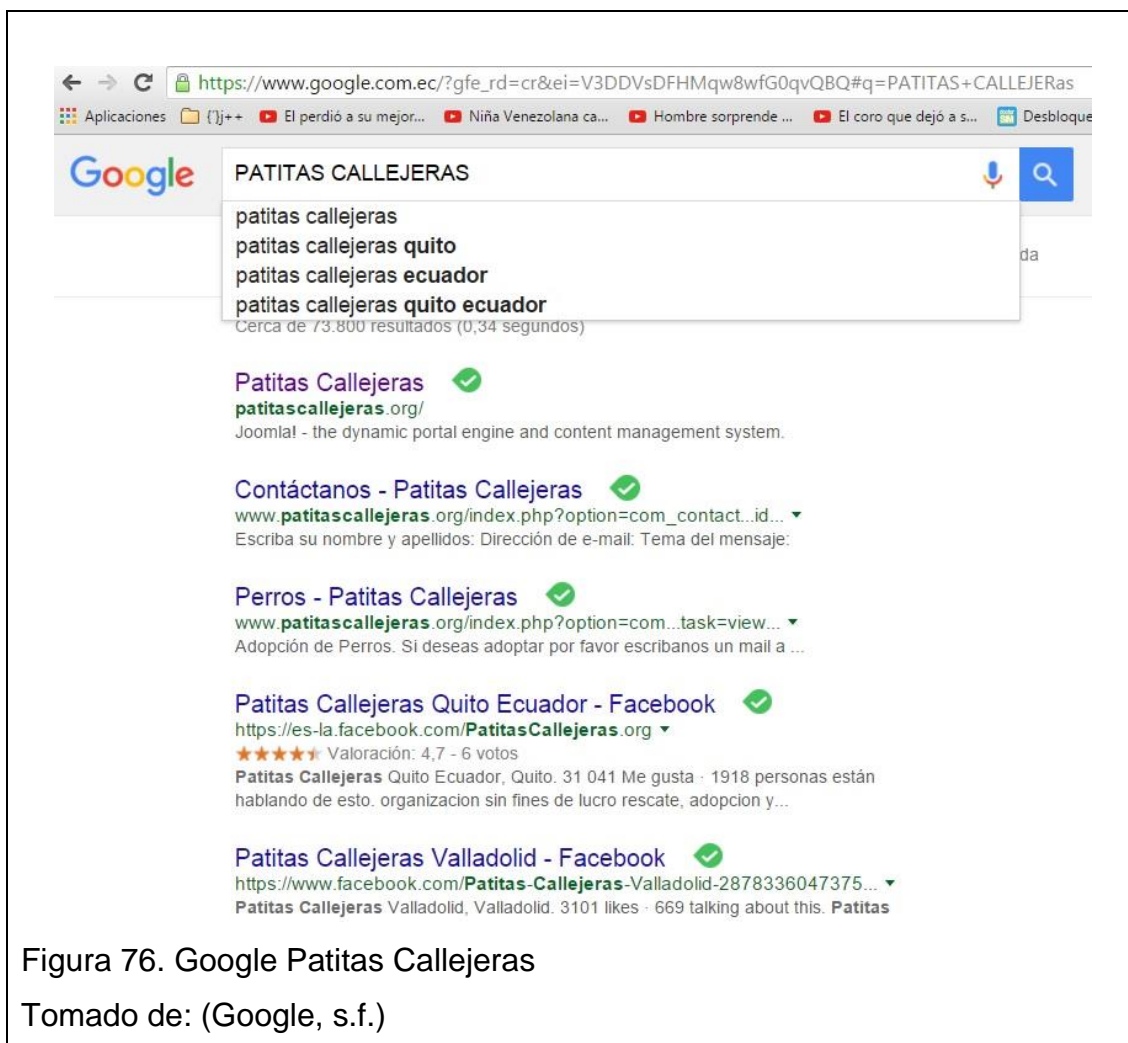 https://www.google.com.ec/?gfe_rd=cr&ei=V3DDVsDFHMqw8wfG0qvQBQ#q=PATITAS+CALLEJERas
Aplicaciones {'}j++ El perdió a su mejor... Niña Venezolana ca... Hombre sorprende ... El coro que dejó a s... Desbloque
Google PATITAS CALLEJERAS
patitas callejeras
patitas callejeras quito
da
patitas callejeras ecuador
patitas callejeras quito ecuador
Cerca de 73.800 resultados (0,34 segundos)
Patitas Callejeras
patitascallejeras.org/
Joomla! - the dynamic portal engine and content management system.
Contáctanos - Patitas Callejeras
www.patitascallejeras.org/index.php?option=com_contact...id...
Escriba su nombre y apellidos: Dirección de e-mail: Tema del mensaje:
Perros - Patitas Callejeras
www.patitascallejeras.org/index.php?option=com...task=view...
Adopción de Perros. Si deseas adoptar por favor escribanos un mail a ...
Patitas Callejeras Quito Ecuador - Facebook
https://es-la.facebook.com/PatitasCallejeras.org
Valoración: 4,7 - 6 votos
Patitas Callejeras Quito Ecuador, Quito. 31 041 Me gusta · 1918 personas están
hablando de esto. organizacion sin fines de lucro rescate, adopcion y...
Patitas Callejeras Valladolid - Facebook
https://www.facebook.com/Patitas-Callejeras-Valladolid-2878336047375...
Patitas Callejeras Valladolid, Valladolid. 3101 likes · 669 talking about this. Patitas
Figura 76. Google Patitas Callejeras
Tomado de: (Google, s.f.)